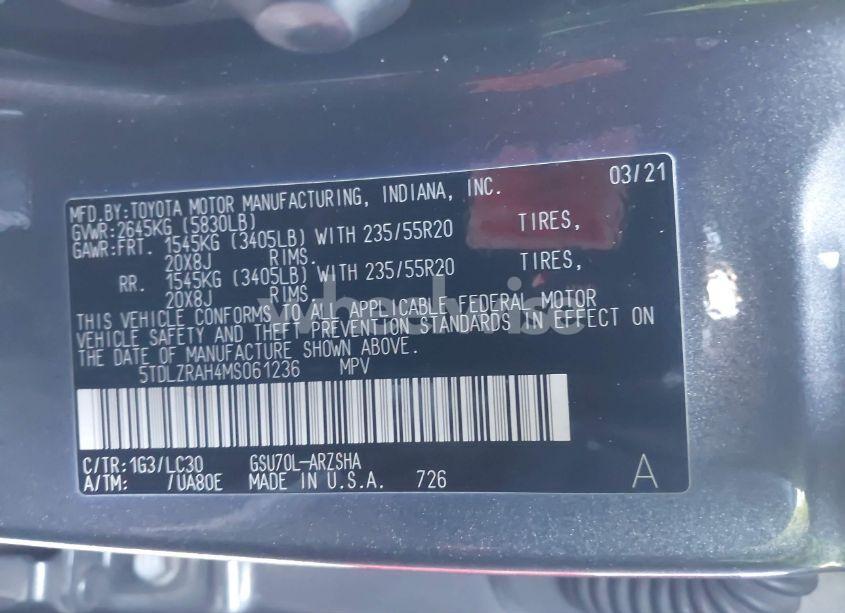 03/21
MFD.BY:TOYOTA MOTOR MANUFACTURING, INDIANA, INC.
GVWR:2645KG (5830LB)
GAWR:FRT. 1545KG (3405LB) WITH 235/55R20 TIRES,
20X8J RIMS.
RR. 1545KG (3405LB) WITH 235/55R20 TIRES,
20X8J RIMS.
THIS VEHICLE CONFORMS TO ALL APPLICABLE FEDERAL MOTOR
VEHICLE SAFETY AND THEFT PREVENTION STANDARDS IN EFFECT ON
THE DATE OF MANUFACTURE SHOWN ABOVE.
5TDLZRAH4MS061236 MPV
C/TR:1G3/LC30 GSU70L-ARZSHA
A/TM: /UA80E MADE IN U.S.A. 726 A